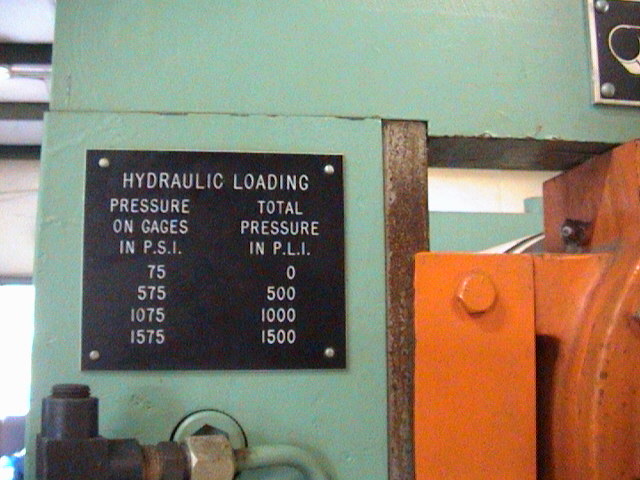 HYDRAULIC LOADING
PRESSURE TOTAL
ON GAGES PRESSURE
IN P.S.I. IN P.L.I.
75 0
575 500
1075 1000
1575 1500